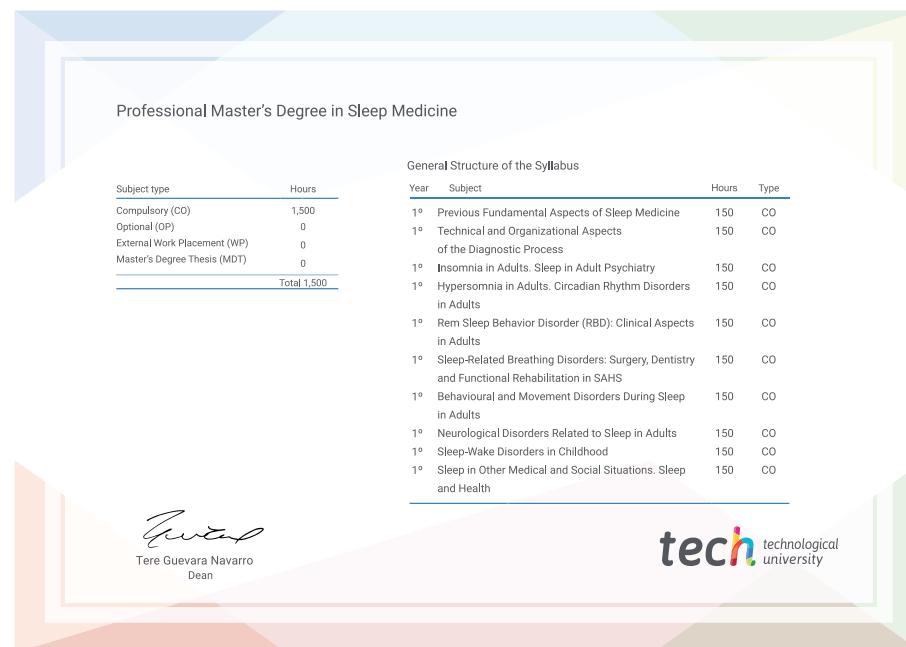 Professional Master's Degree in Sleep Medicine
Subject type Hours
Compulsory (CO) 1,500
Optional (OP) 0
External Work Placement (WP) 0
Master's Degree Thesis (MDT) 0
Total 1,500
General Structure of the Syllabus
Year Subject Hours Type
1º Previous Fundamental Aspects of Sleep Medicine 150 CO
1º Technical and Organizational Aspects 150 CO
of the Diagnostic Process
1º Insomnia in Adults. Sleep in Adult Psychiatry 150 CO
1º Hypersomnia in Adults. Circadian Rhythm Disorders 150 CO
in Adults
1º Rem Sleep Behavior Disorder (RBD): Clinical Aspects 150 CO
in Adults
1º Sleep-Related Breathing Disorders: Surgery, Dentistry 150 CO
and Functional Rehabilitation in SAHS
1º Behavioural and Movement Disorders During Sleep 150 CO
in Adults
1º Neurological Disorders Related to Sleep in Adults 150 CO
1º Sleep-Wake Disorders in Childhood 150 CO
1º Sleep in Other Medical and Social Situations. Sleep 150 CO
and Health
Tere Guevara Navarro
Dean
tech technological
university